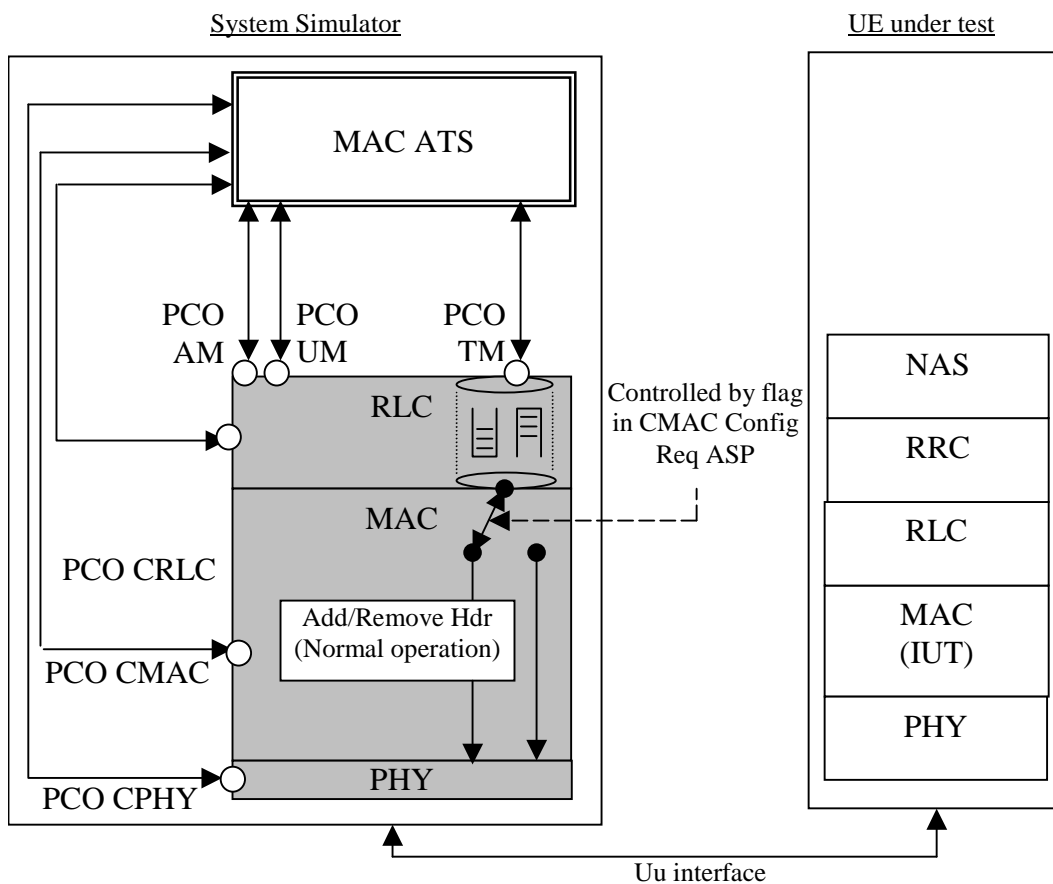 System Simulator
UE under test
MAC ATS
PCO
AM
PCO
UM
PCO
TM
RLC
Controlled by flag
in CMAC Config
Req ASP
MAC
PCO CRLC
Add/Remove Hdr
(Normal operation)
PCO CMAC
PHY
PCO CPHY
NAS
RRC
RLC
MAC
(IUT)
PHY
Uu interface